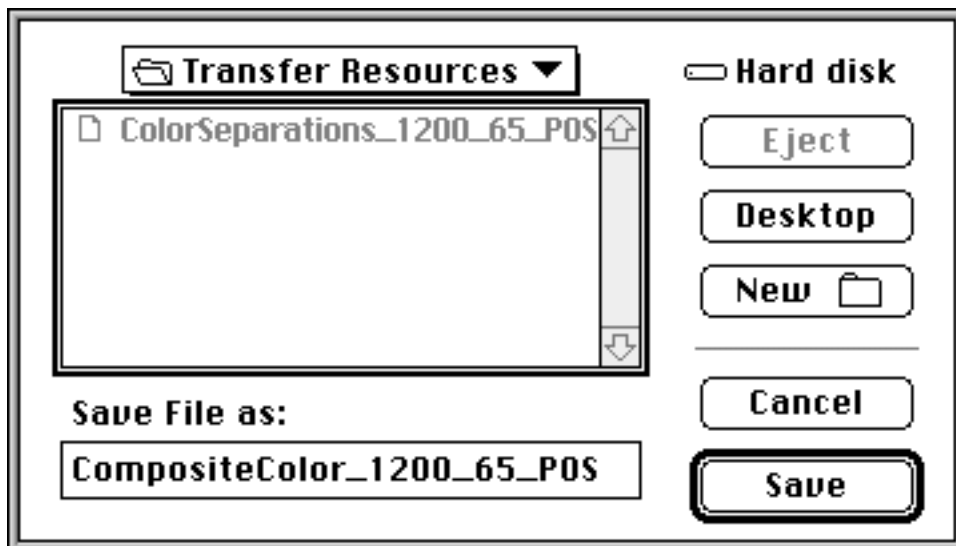 Transfer Resources
Hard disk
ColorSeparations_1200_65_POS
Eject
Desktop
New
Cancel
Save File as:
CompositeColor_1200_65_POS
Save